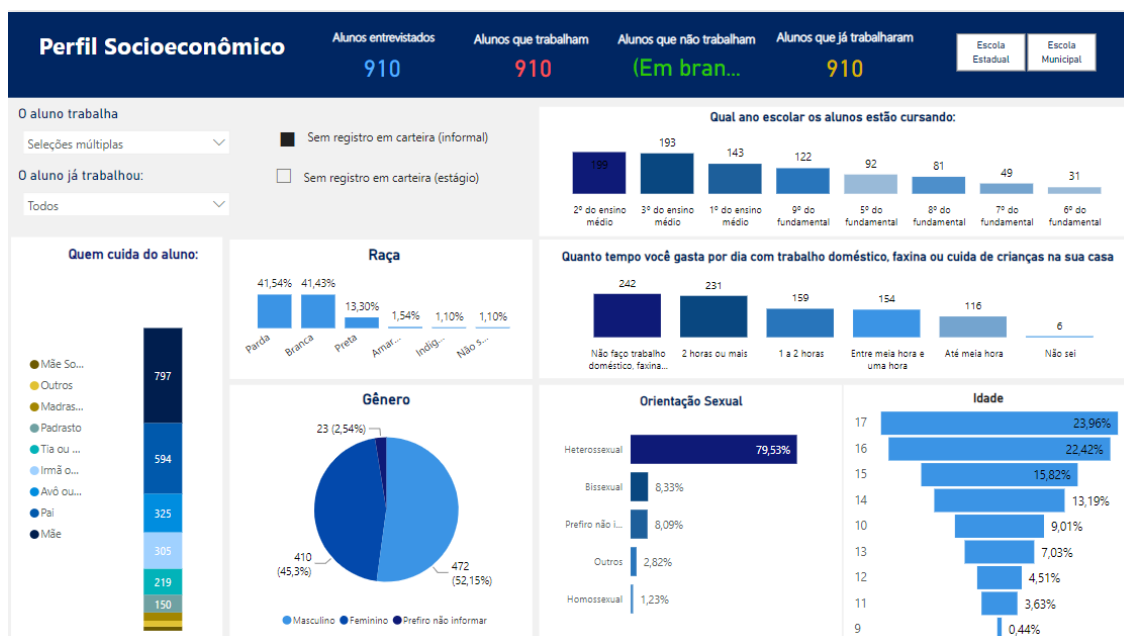 Perfil Socioeconômico
Alunos entrevistados
910
Alunos que trabalham
910
Alunos que não trabalham
(Em bran...
Alunos que já trabalharam
910
Escola
Estadual
Escola
Municipal
O aluno trabalha
Seleções múltiplas
O aluno já trabalhou:
Todos
Sem registro em carteira (informal)
Sem registro em carteira (estágio)
Qual ano escolar os alunos estão cursando:
199
193
143
122
92
81
49
31
2º do ensino
médio
3º do ensino
médio
1º do ensino
médio
9º do
fundamental
5º do
fundamental
8º do
fundamental
7º do
fundamental
6º do
fundamental
Quem cuida do aluno:
Mãe So...
Outros
Madras...
Padrasto
Tia ou ...
Irmã o...
Avô ou...
Pai
Mãe
797
594
325
305
219
150
Raça
41,54%
41,43%
13,30%
1,54%
1,10%
1,10%
Parda
Branca
Preta
Amar...
Indíg...
Não s...
Quanto tempo você gasta por dia com trabalho doméstico, faxina ou cuida de crianças na sua casa
242
231
159
154
116
6
Não faço trabalho
doméstico, faxina...
2 horas ou mais
1 a 2 horas
Entre meia hora e
uma hora
Até meia hora
Não sei
Gênero
23 (2,54%)
410
(45,3%)
472
(52,15%)
Masculino
Feminino
Prefiro não informar
Orientação Sexual
Heterossexual
79,53%
Bissexual
8,33%
Prefiro não i...
8,09%
Outros
2,82%
Homossexual
1,23%
Idade
17
23,96%
16
22,42%
15
15,82%
14
13,19%
10
9,01%
13
7,03%
12
4,51%
11
3,63%
9
0,44%